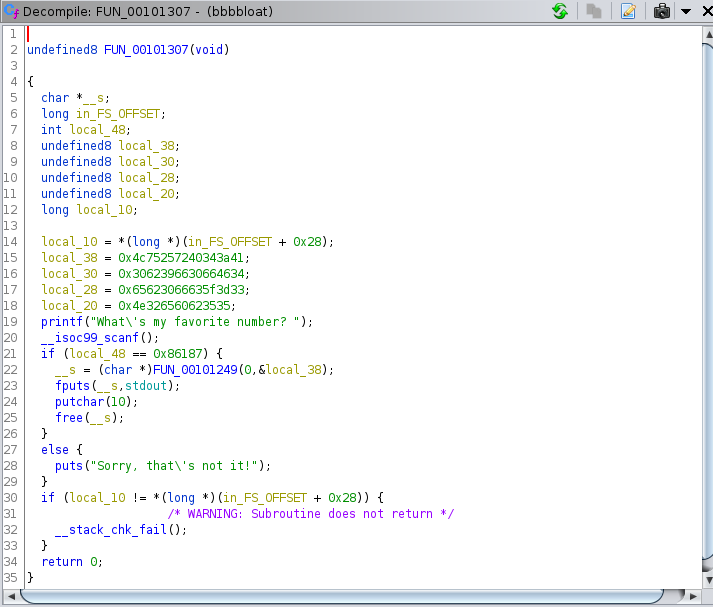 Decompile: FUN_00101307 - (bbbbloat)
1
2 undefined8 FUN_00101307(void)
3
4 {
5 char *__s;
6 long in_FS_OFFSET;
7 int local_48;
8 undefined8 local_38;
9 undefined8 local_30;
10 undefined8 local_28;
11 undefined8 local_20;
12 long local_10;
13
14 local_10 = *(long *)(in_FS_OFFSET + 0x28);
15 local_38 = 0x4c75257240343a41;
16 local_30 = 0x3062396630664634;
17 local_28 = 0x65623066635f3d33;
18 local_20 = 0x4e326560623535;
19 printf("What\'s my favorite number? ");
20 __isoc99_scanf();
21 if (local_48 == 0x86187) {
22 __s = (char *)FUN_00101249(0,&local_38);
23 fputs(__s,stdout);
24 putchar(10);
25 free(__s);
26 }
27 else {
28 puts("Sorry, that\'s not it!");
29 }
30 if (local_10 != *(long *)(in_FS_OFFSET + 0x28)) {
31 /* WARNING: Subroutine does not return */
32 __stack_chk_fail();
33 }
34 return 0;
35 }